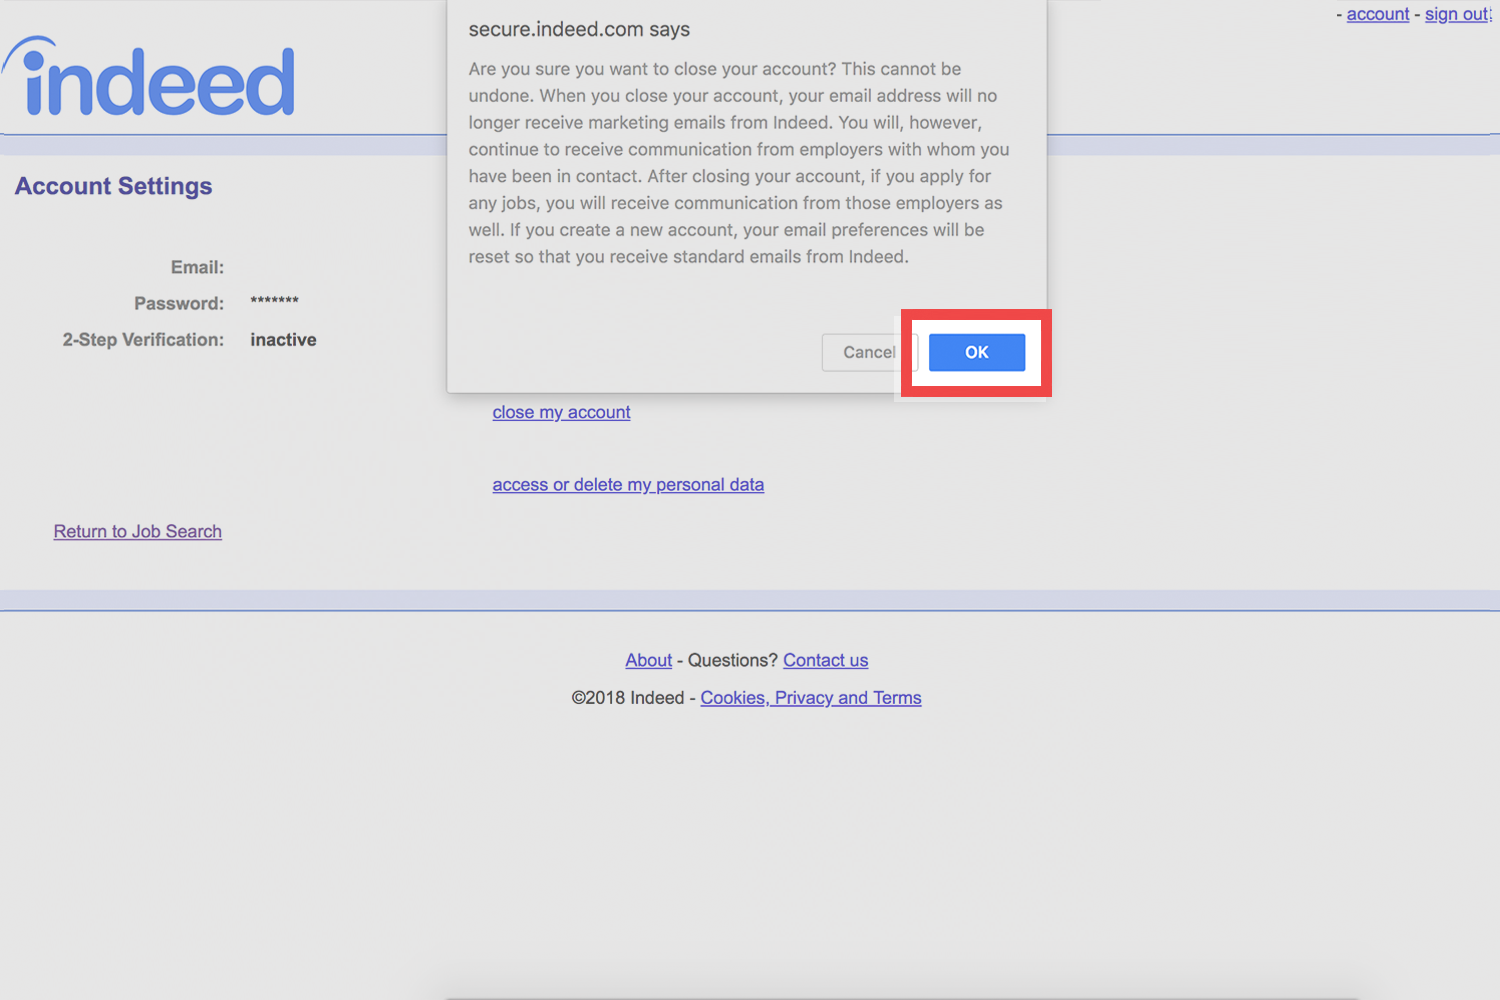 - account - sign out
indeed
secure.indeed.com says
Are you sure you want to close your account? This cannot be
undone. When you close your account, your email address will no
longer receive marketing emails from Indeed. You will, however,
continue to receive communication from employers with whom you
have been in contact. After closing your account, if you apply for
any jobs, you will receive communication from those employers as
well. If you create a new account, your email preferences will be
reset so that you receive standard emails from Indeed.
Cancel OK
Account Settings
Email:
Password: *******
2-Step Verification: inactive
close my account
access or delete my personal data
Return to Job Search
About - Questions? Contact us
©2018 Indeed - Cookies, Privacy and Terms